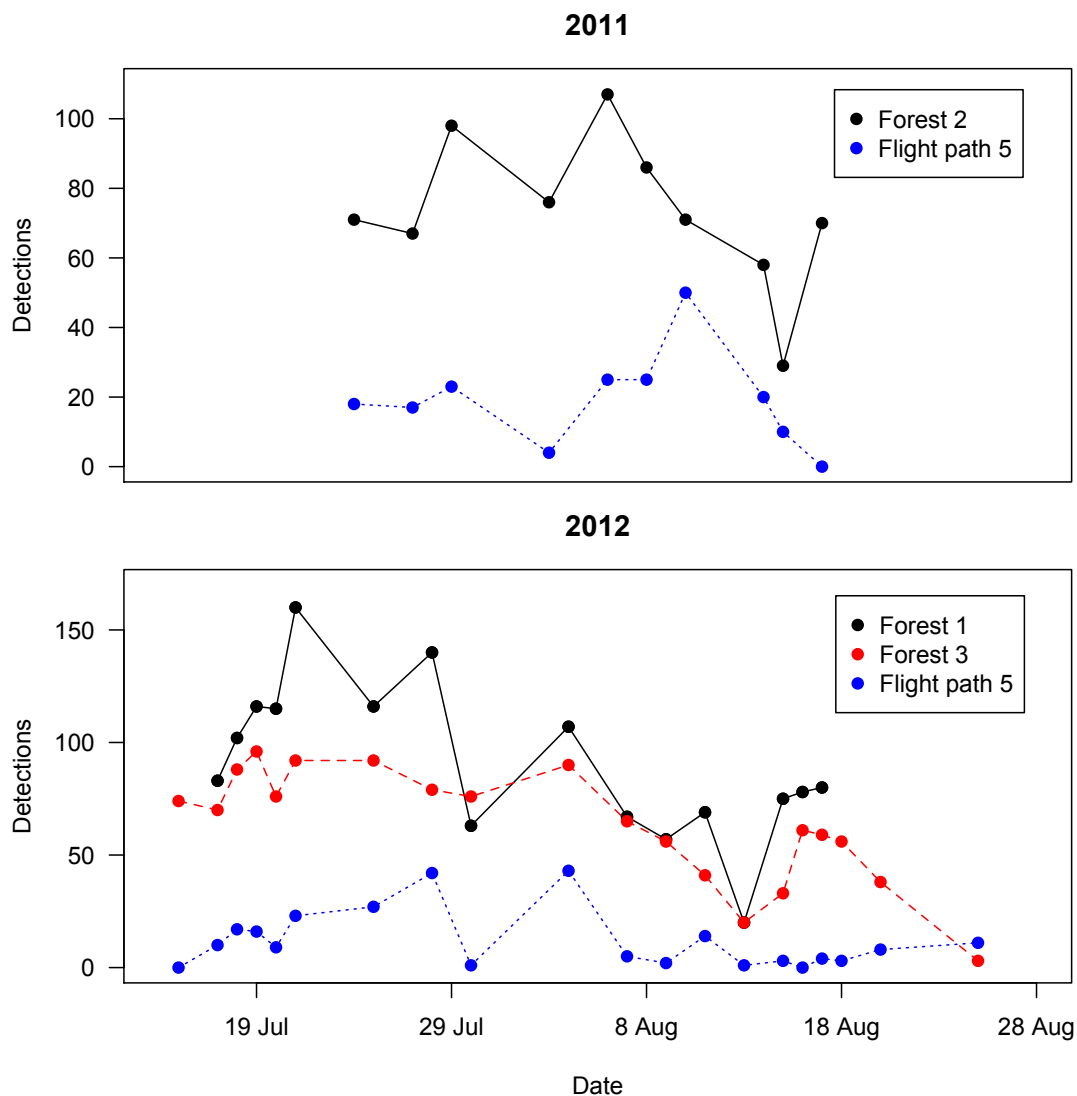 2011
Detections
100
80
60
40
20
0
Forest 2
Flight path 5
2012
Detections
150
100
50
0
Forest 1
Forest 3
Flight path 5
19 Jul 29 Jul 8 Aug 18 Aug 28 Aug
Date